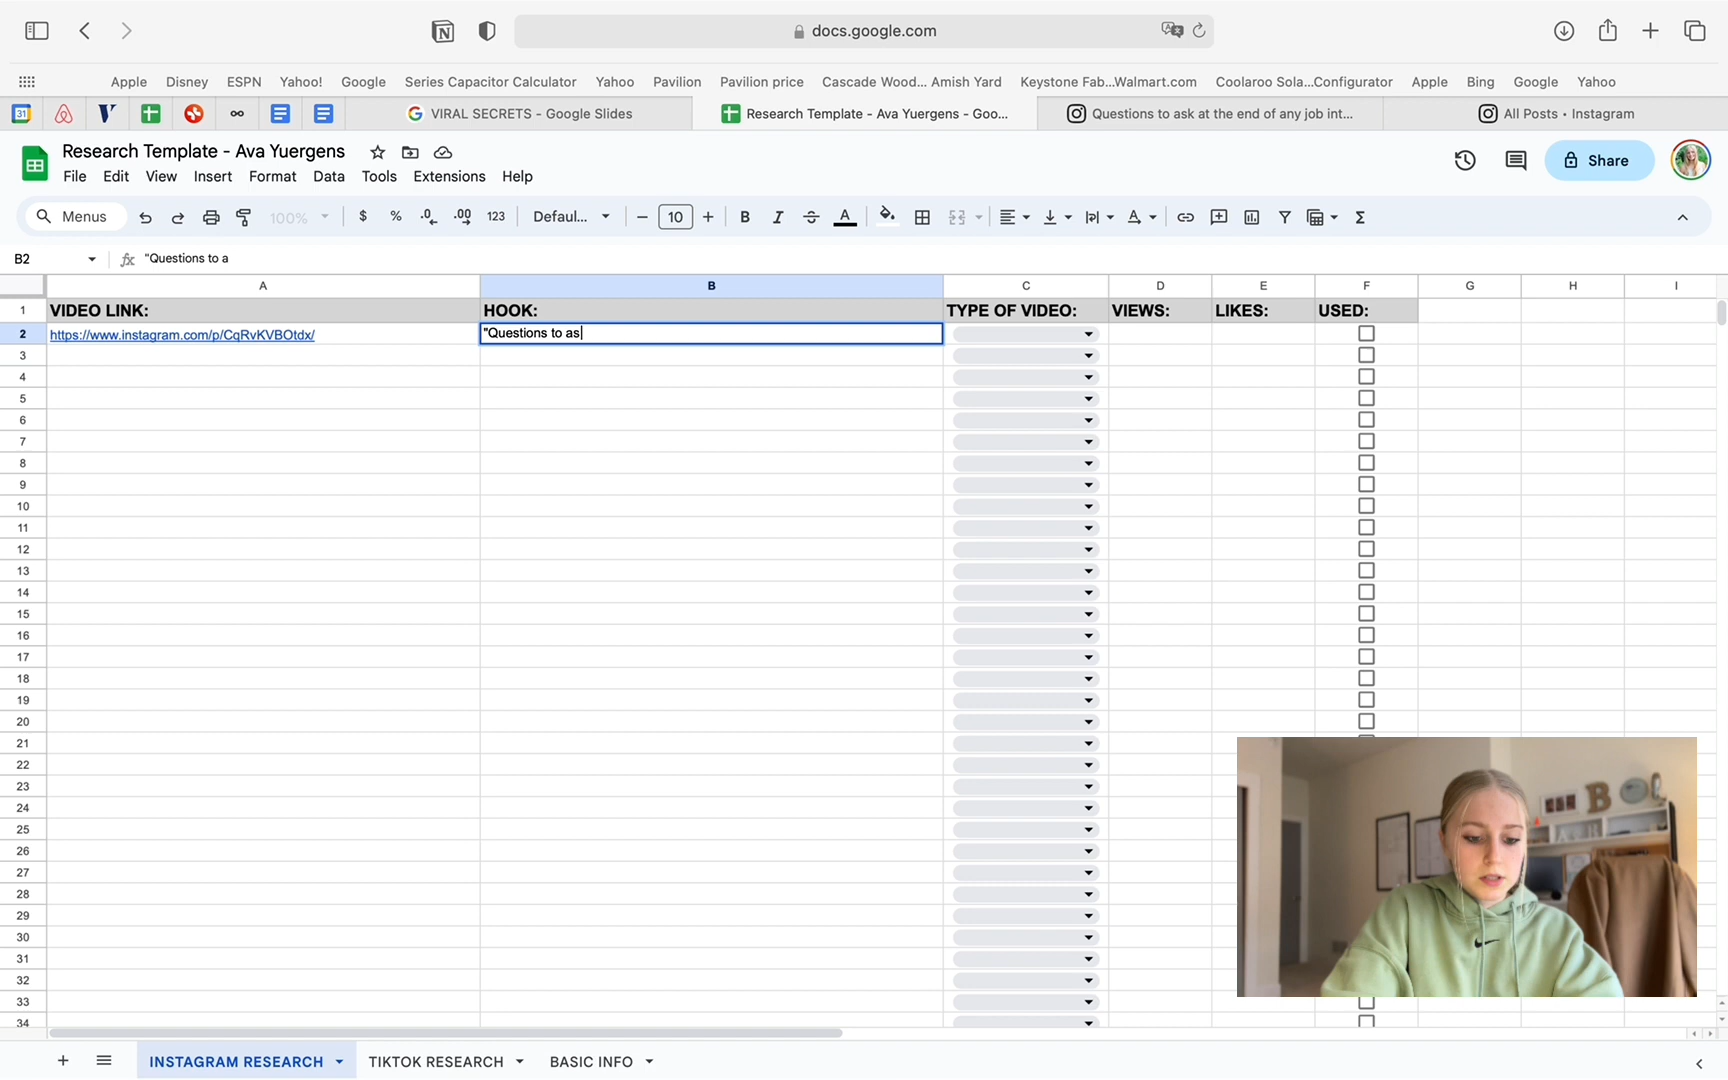 docs.google.com
Apple Disney ESPN Yahoo! Google Series Capacitor Calculator Yahoo Pavilion Pavilion price Cascade Wood... Amish Yard Keystone Fab...Walmart.com Coolaroo Sola...Configurator Apple Bing Google Yahoo
31 VIRAL SECRETS - Google Slides Research Template - Ava Yuergens - Goo... Questions to ask at the end of any job int... All Posts • Instagram
Research Template - Ava Yuergens
Share
File Edit View Insert Format Data Tools Extensions Help
Menus 100% $ % .0 .00 123 Defaul... 10 B I A
B2 fx "Questions to a
A B C D E F G H I
1 VIDEO LINK: HOOK: TYPE OF VIDEO: VIEWS: LIKES: USED:
2 https://www.instagram.com/p/CqRvKVBOtdx/ "Questions to as
3
4
5
6
7
8
9
10
11
12
13
14
15
16
17
18
19
20
21
22
23
24
25
26
27
28
29
30
31
32
33
34
B
INSTAGRAM RESEARCH TIKTOK RESEARCH BASIC INFO